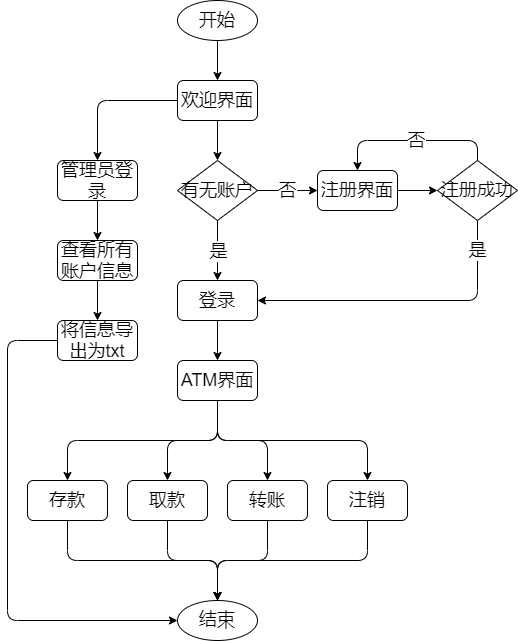 开始
欢迎界面
否
管理员登
录
有无账户
否
注册界面
注册成功
查看所有
账户信息
是
是
登录
将信息导
出为txt
ATM界面
存款
取款
转账
注销
结束